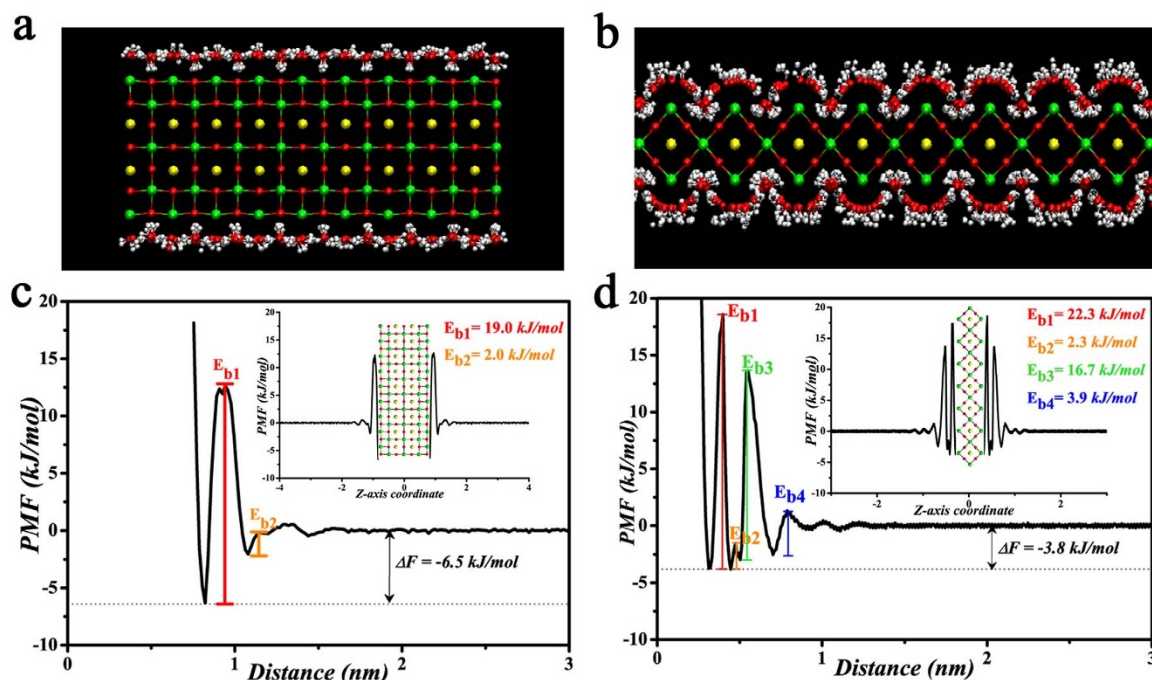 a
b
c
PMF (kJ/mol)
20
15
10
5
0
-5
-10
0
1
2
3
Distance (nm)
Eb1
Eb2
ΔF = -6.5 kJ/mol
Eb1= 19.0 kJ/mol
Eb2= 2.0 kJ/mol
PMF (kJ/mol)
20
15
10
5
0
-5
-10
-4
-2
0
2
4
Z-axis coordinate
d
PMF (kJ/mol)
20
15
10
5
0
-5
-10
0
1
2
3
Distance (nm)
Eb1
Eb2
Eb3
Eb4
ΔF = -3.8 kJ/mol
Eb1= 22.3 kJ/mol
Eb2= 2.3 kJ/mol
Eb3= 16.7 kJ/mol
Eb4= 3.9 kJ/mol
PMF (kJ/mol)
20
15
10
5
0
-5
-10
-2
0
2
Z-axis coordinate